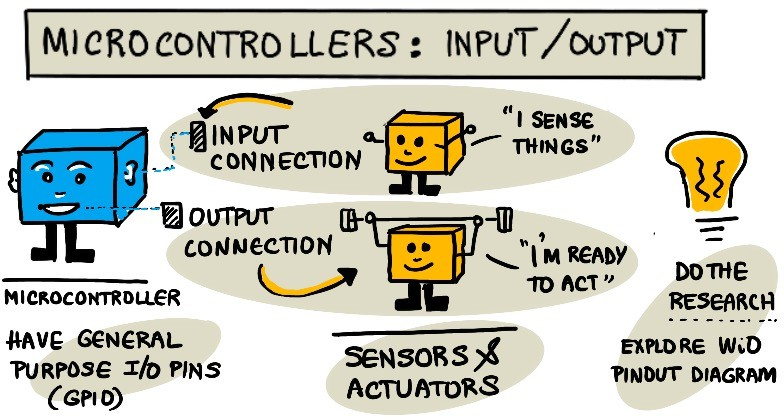 MICROCONTROLLERS: INPUT/OUTPUT
INPUT
CONNECTION
"I SENSE
THINGS"
OUTPUT
CONNECTION
"I'M READY
TO ACT"
MICROCONTROLLER
HAVE GENERAL
PURPOSE I/O PINS
(GPIO)
SENSORS &
ACTUATORS
DO THE
RESEARCH
EXPLORE WIO
PINOUT DIAGRAM